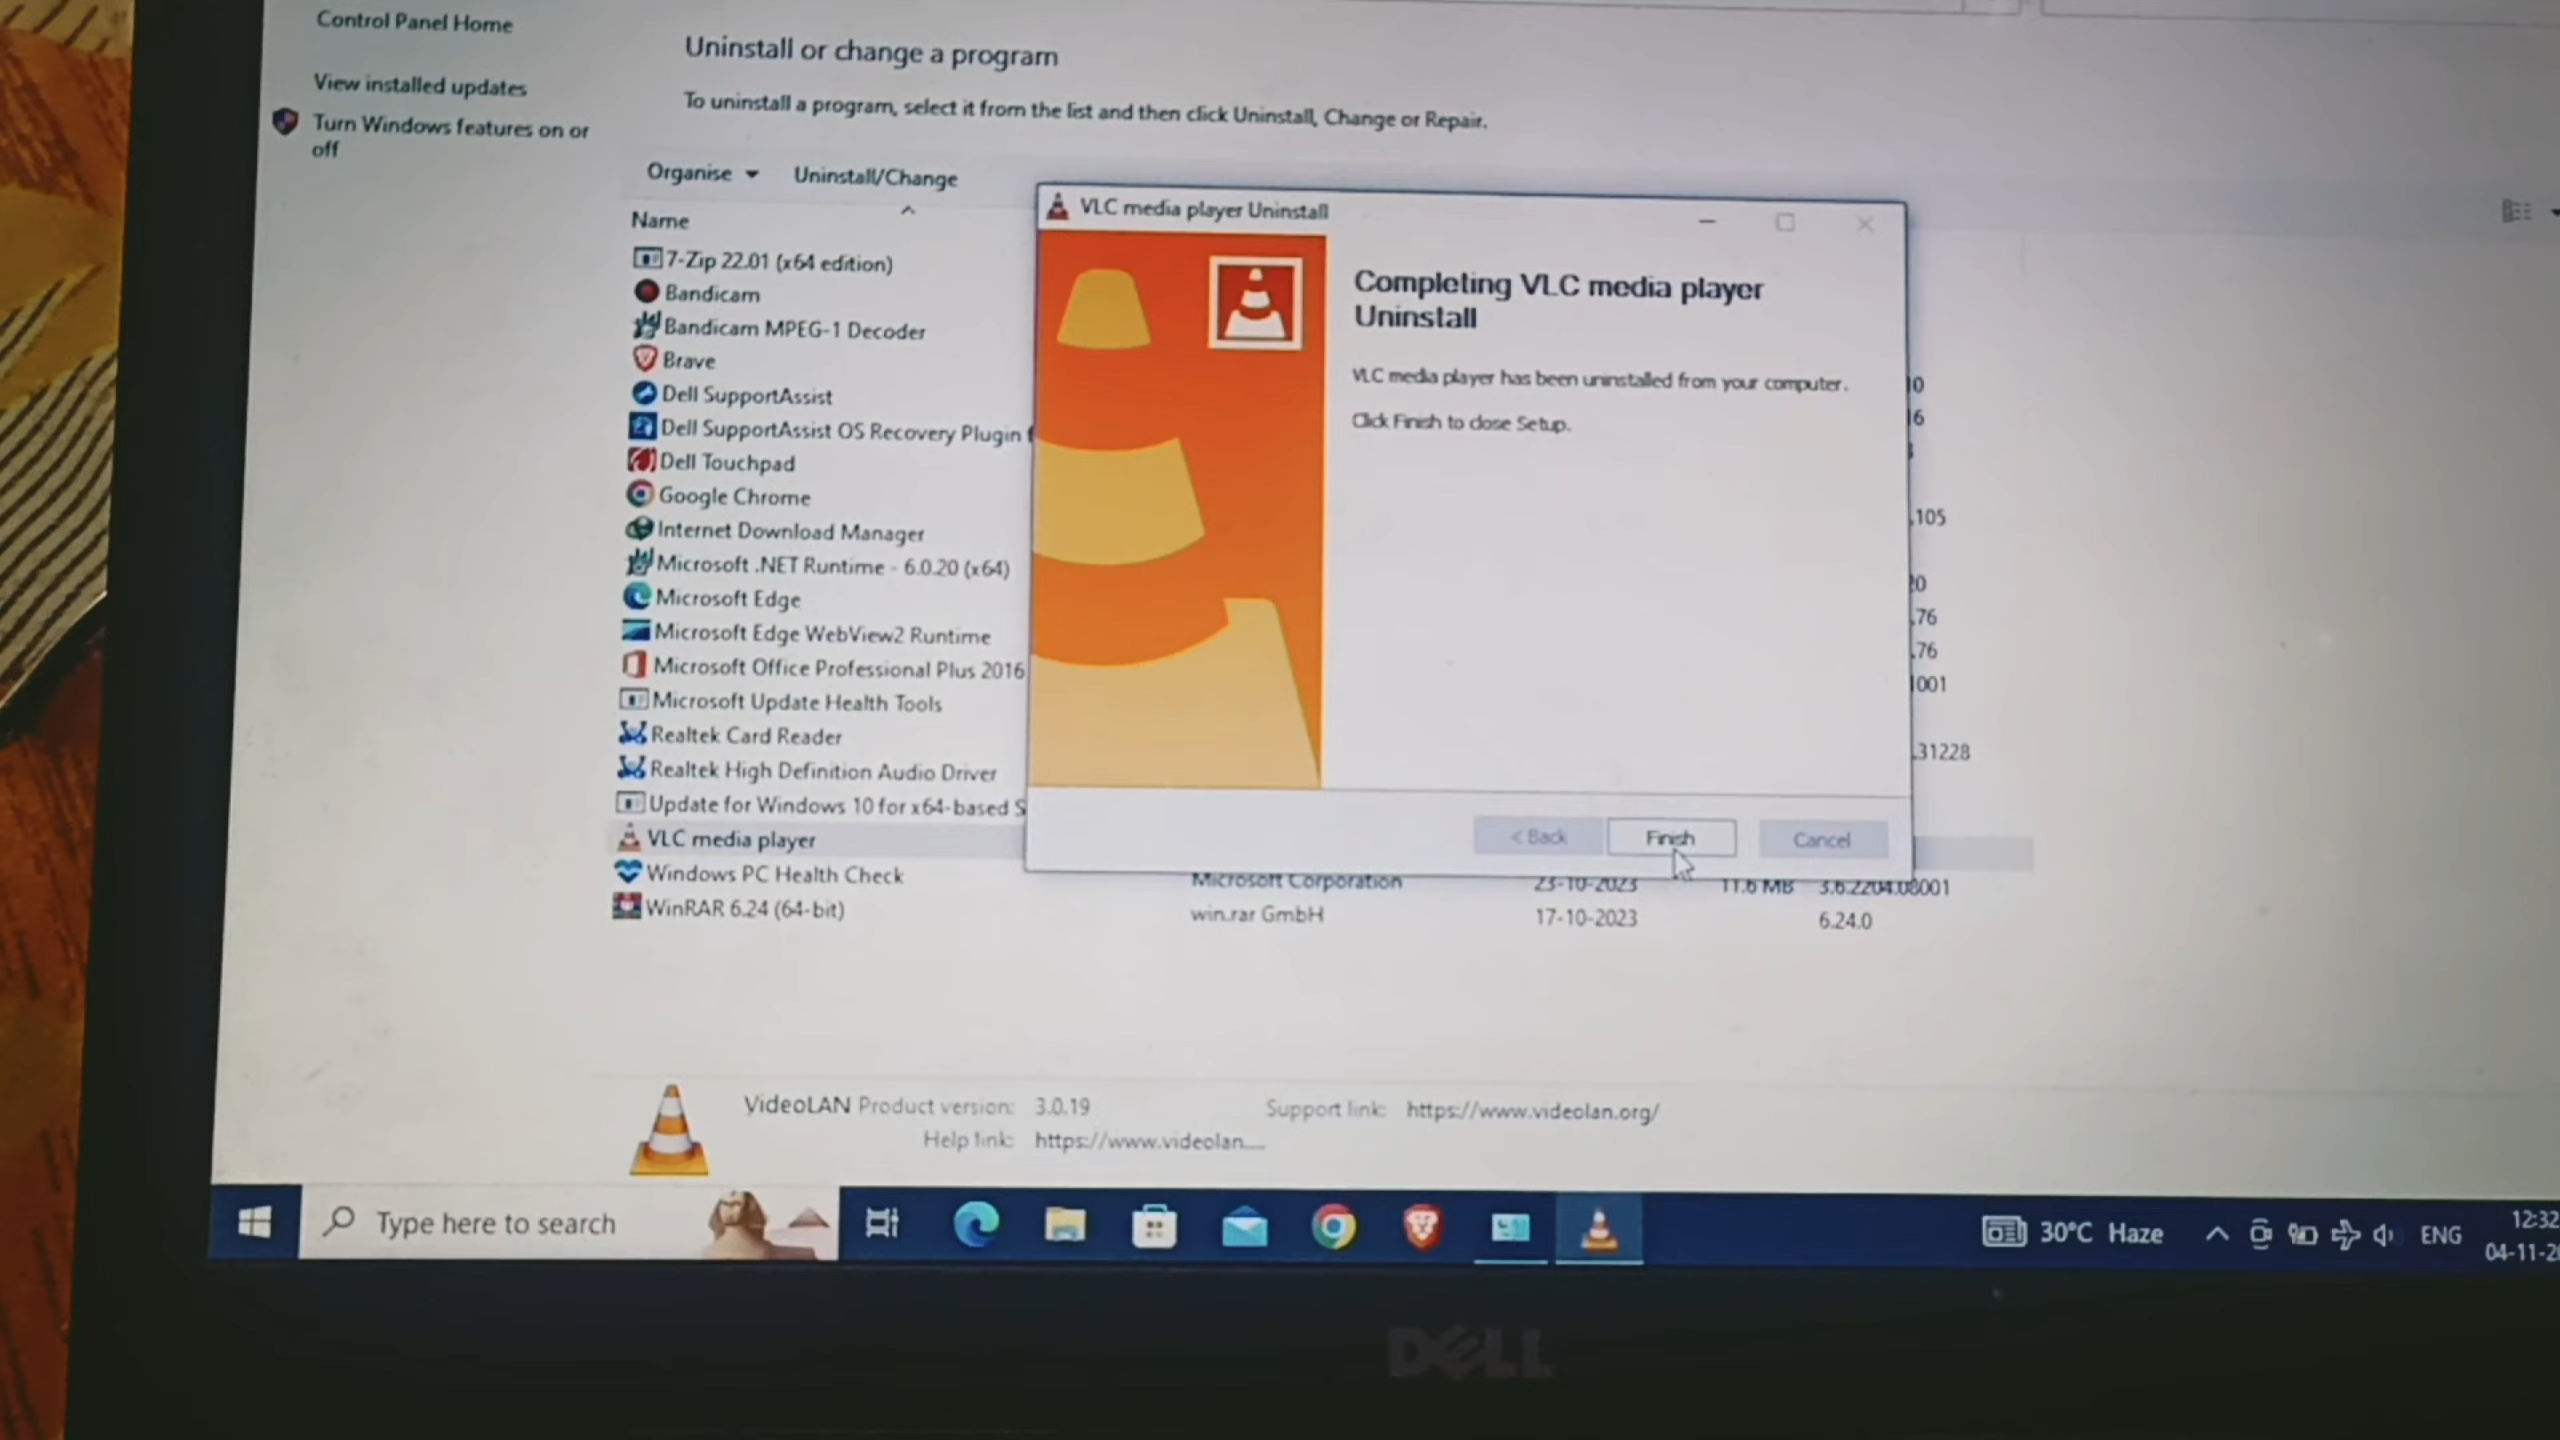 Control Panel Home
View installed updates
Turn Windows features on or
off
Uninstall or change a program
To uninstall a program, select it from the list and then click Uninstall, Change or Repair.
Organise
Uninstall/Change
Name
7-Zip 22.01 (x64 edition)
Bandicam
Bandicam MPEG-1 Decoder
Brave
Dell SupportAssist
Dell SupportAssist OS Recovery Plugin f
Dell Touchpad
Google Chrome
Internet Download Manager
Microsoft .NET Runtime - 6.0.20 (x64)
Microsoft Edge
Microsoft Edge WebView2 Runtime
Microsoft Office Professional Plus 2016
Microsoft Update Health Tools
Realtek Card Reader
Realtek High Definition Audio Driver
Update for Windows 10 for x64-based S
VLC media player
Windows PC Health Check
Microsoft Corporation 23-10-2023 11.6 MB 3.6.2204.08001
WinRAR 6.24 (64-bit)
win.rar GmbH 17-10-2023 6.24.0
VLC media player Uninstall
Completing VLC media player
Uninstall
VLC media player has been uninstalled from your computer.
Click Finish to close Setup.
< Back
Finish
Cancel
.105
.76
.76
.31228
VideoLAN Product version: 3.0.19
Support link: https://www.videolan.org/
Help link: https://www.videolan....
Type here to search
30°C Haze
ENG
12:32
04-11-20
DELL